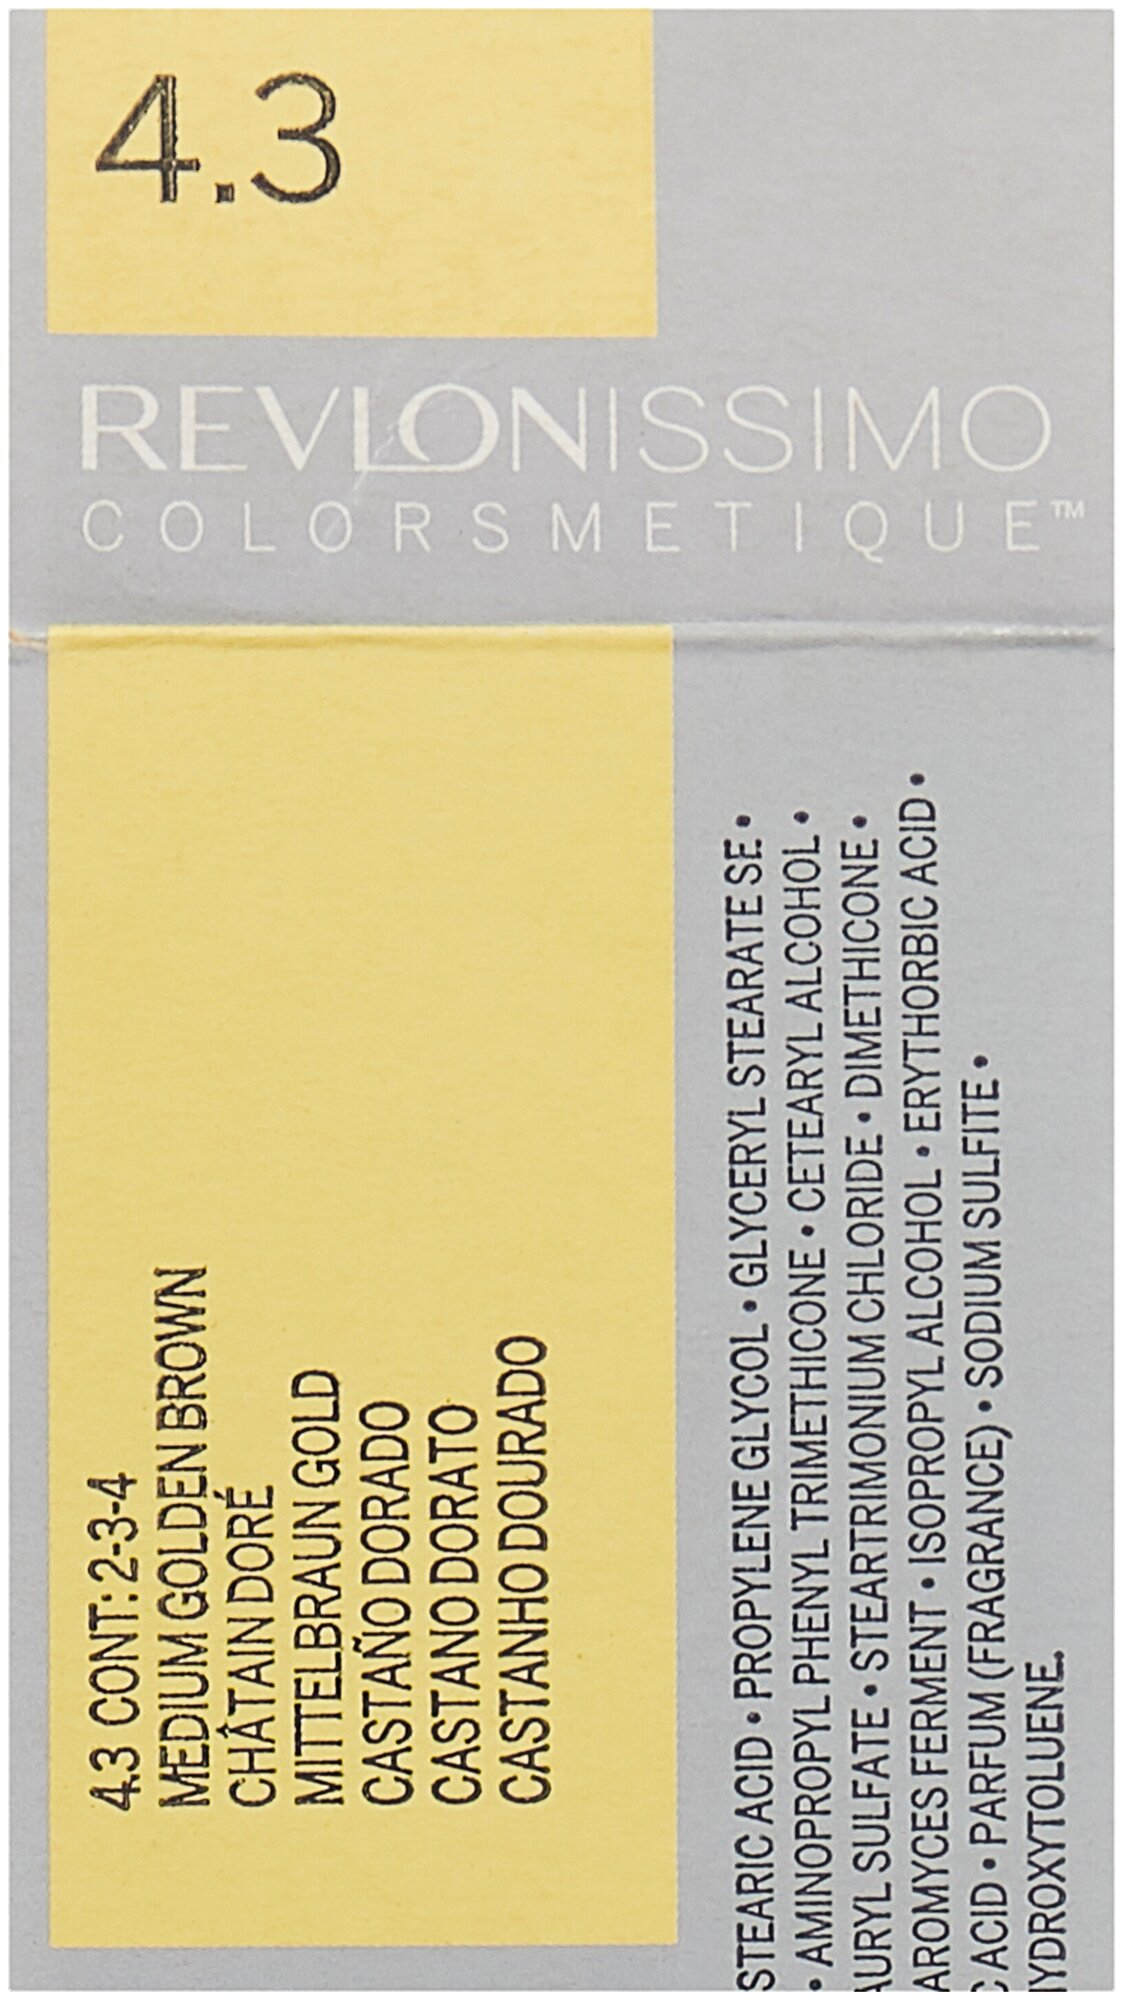 4.3
REVLONISSIMO
COLORSMETIQUE™
4.3 CONT: 2-3-4
MEDIUM GOLDEN BROWN
CHÂTAIN DORÉ
MITTELBRAUN GOLD
CASTAÑO DORADO
CASTANO DORATO
CASTANHO DOURADO
STEARIC ACID • PROPYLENE GLYCOL • GLYCERYL STEARATE SE •
• AMINOPROPYL PHENYL TRIMETHICONE • CETEARYL ALCOHOL •
AURYL SULFATE • STEARTRIMONIUM CHLORIDE • DIMETHICONE •
AROMYCES FERMENT • ISOPROPYL ALCOHOL • ERYTHORBIC ACID •
C ACID • PARFUM (FRAGRANCE) • SODIUM SULFITE •
HYDROXYTOLUENE.